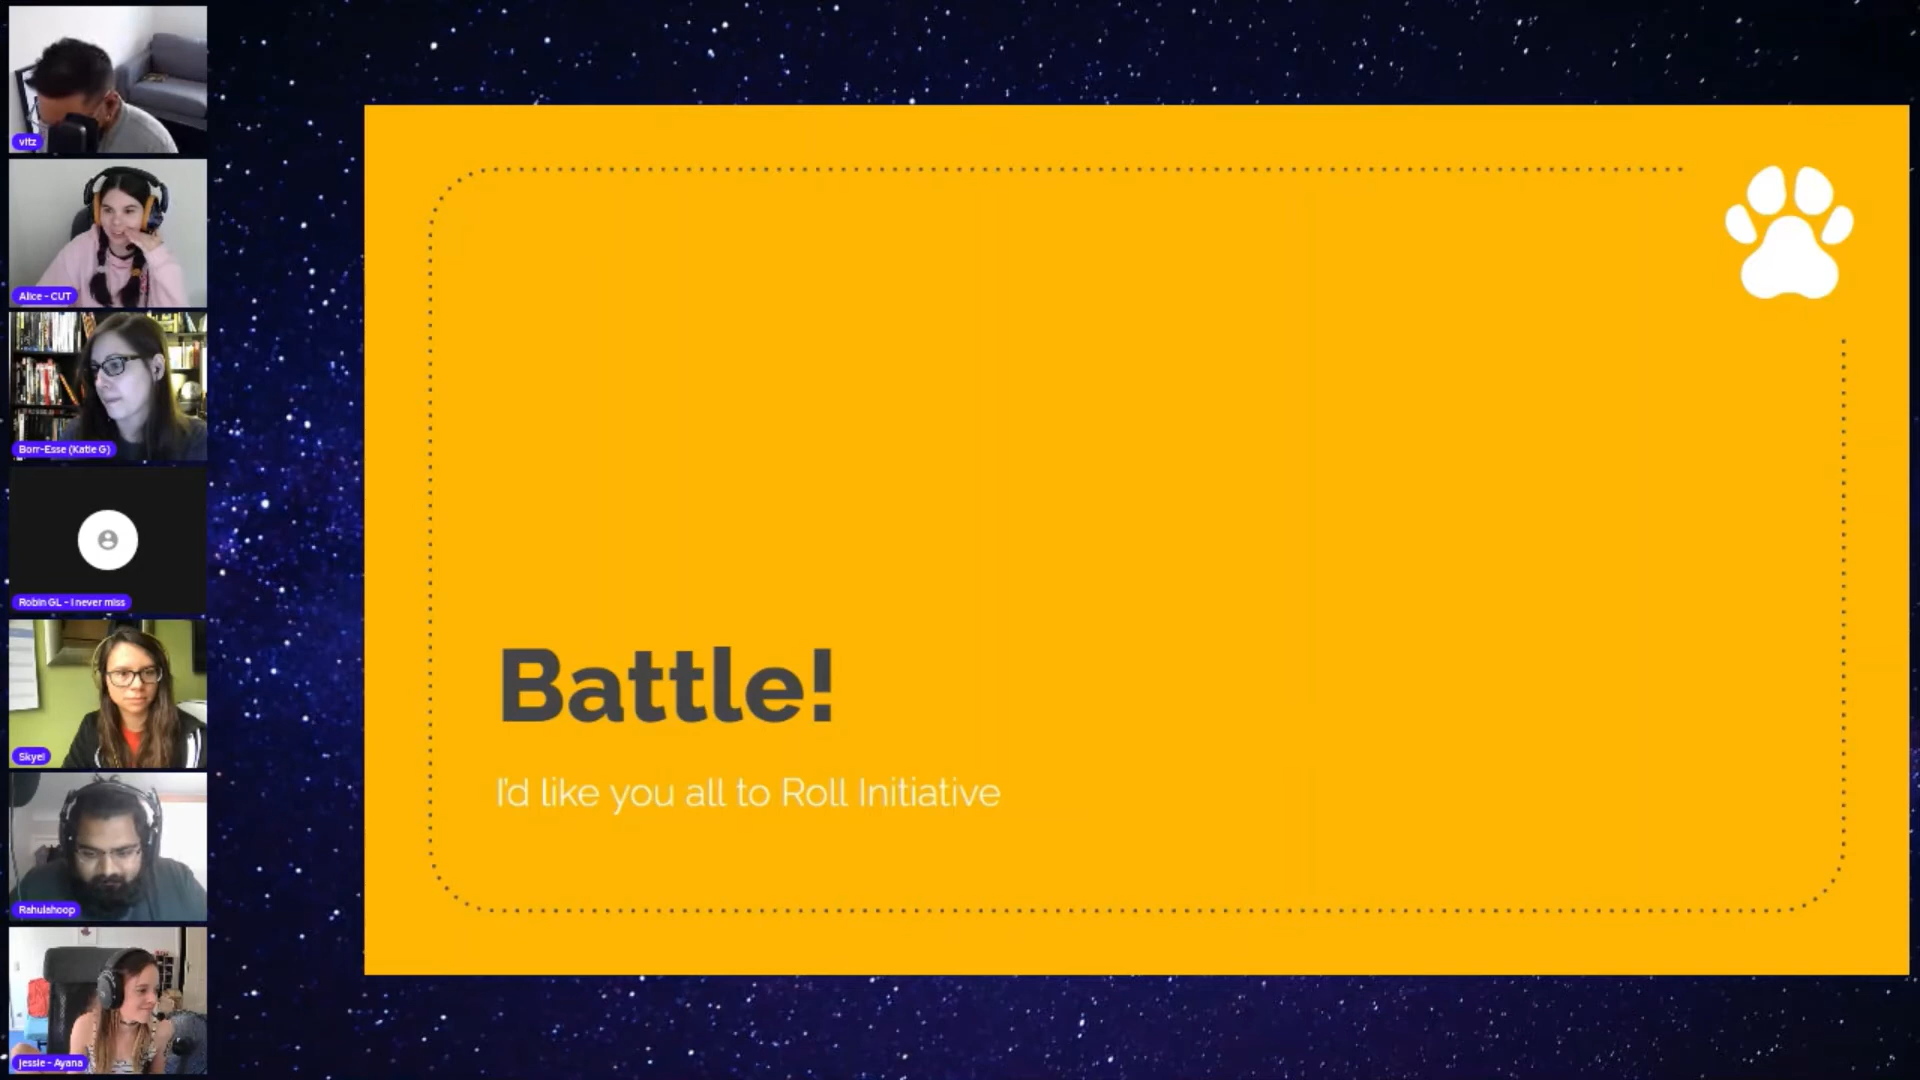 vitz
Alice - CUT
Borr-Esse (Katie G)
Robin GL - I never miss
Skyel
Rahulahoop
Jessie - Ayana
Battle!
I'd like you all to Roll Initiative